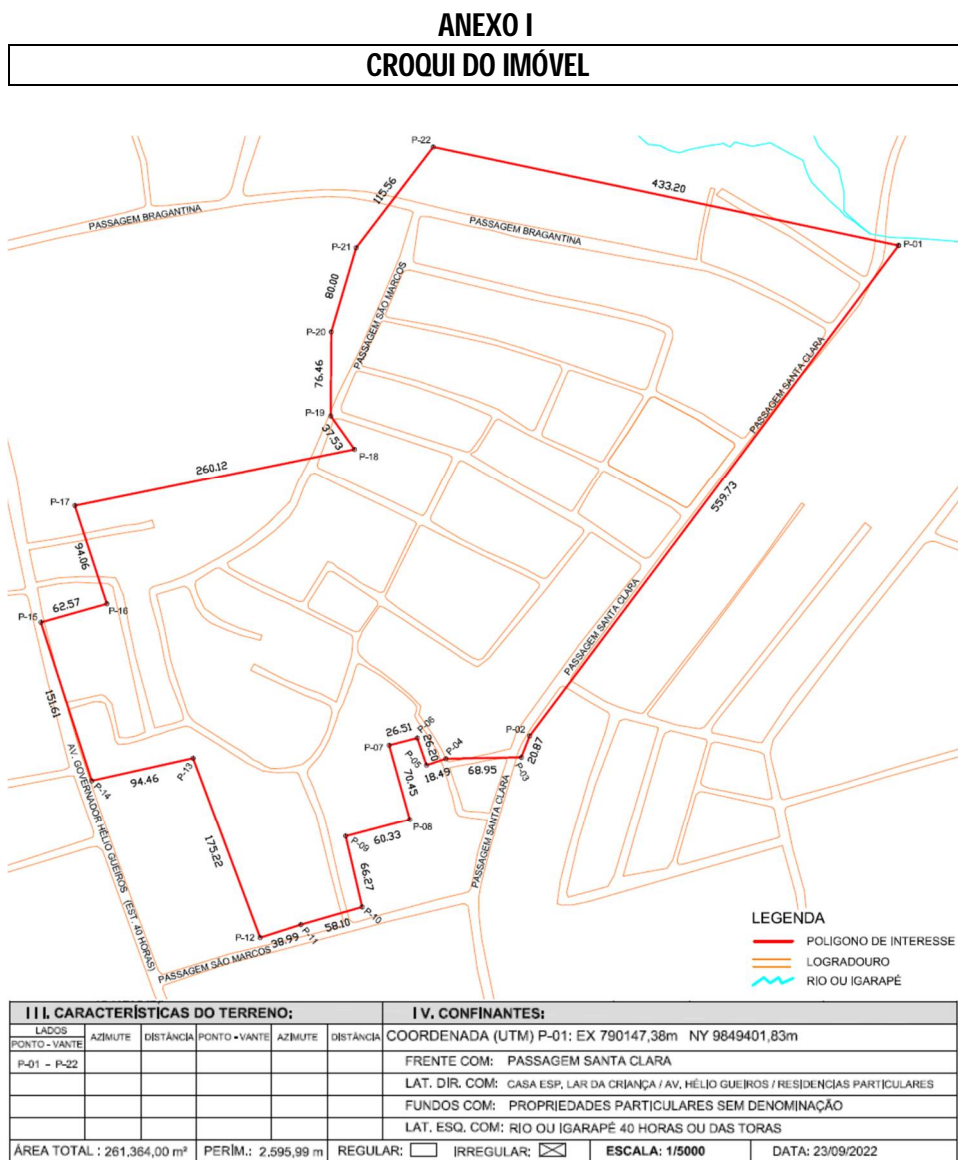 ANEXO I
CROQUI DO IMÓVEL
P-22
433.20
115.56
PASSAGEM BRAGANTINA
PASSAGEM BRAGANTINA
P-01
P-21
80.00
PASSAGEM SÃO MARCOS
P-20
76.46
PASSAGEM SANTA CLARA
P-19
37.53
P-18
260.12
559.73
P-17
94.06
62.57
P-16
P-15
PASSAGEM SANTA CLARA
151.61
P-02
26.51
P-06
P-07
26.20
P-04
P-05
20.87
18.49
68.95
P-03
AV. GOVERNADOR HÉLIO GUEIROS (EST. 40 HORAS)
94.46
P-13
P-14
70.45
PASSAGEM SANTA CLARA
P-08
60.33
P-09
175.22
66.27
P-10
58.10
P-11
38.99
P-12
PASSAGEM SÃO MARCOS
LEGENDA
POLIGONO DE INTERESSE
LOGRADOURO
RIO OU IGARAPÉ
III. CARACTERÍSTICAS DO TERRENO: IV. CONFINANTES:
LADOS
PONTO - VANTE AZIMUTE DISTÂNCIA PONTO - VANTE AZIMUTE DISTÂNCIA COORDENADA (UTM) P-01: EX 790147,38m NY 9849401,83m
P-01 - P-22 FRENTE COM: PASSAGEM SANTA CLARA
LAT. DIR. COM: CASA ESP. LAR DA CRIANÇA / AV. HÉLIO GUEIROS / RESIDENCIAS PARTICULARES
FUNDOS COM: PROPRIEDADES PARTICULARES SEM DENOMINAÇÃO
LAT. ESQ. COM: RIO OU IGARAPÉ 40 HORAS OU DAS TORAS
ÁREA TOTAL : 261,364,00 m² PERÍM.: 2,595,99 m REGULAR: IRREGULAR: ☒ ESCALA: 1/5000 DATA: 23/09/2022